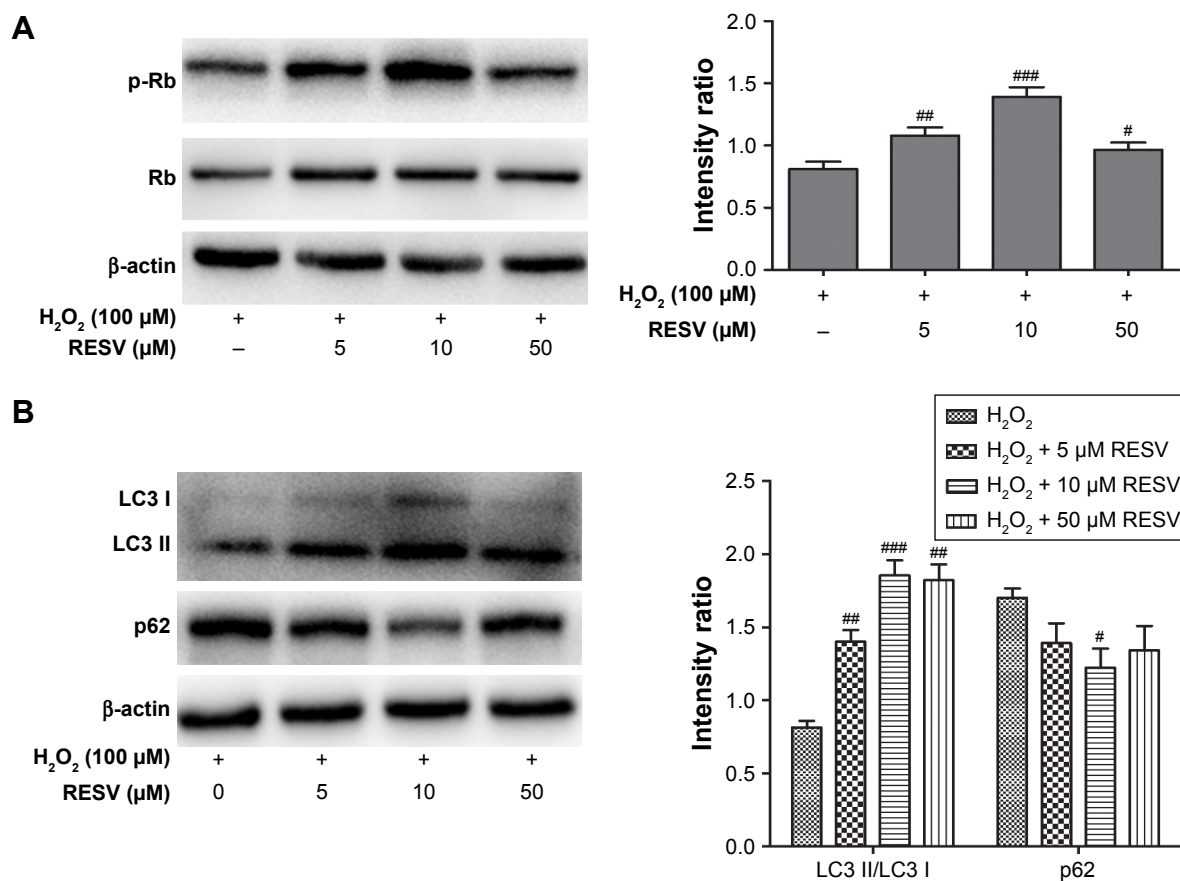 A
p-Rb
Rb
β-actin
H₂O₂ (100 µM) + + + +
RESV (µM) – 5 10 50
Intensity ratio
2.0
1.5
1.0
0.5
0.0
## ### #
H₂O₂ (100 µM) + + + +
RESV (µM) – 5 10 50
B
LC3 I
LC3 II
p62
β-actin
H₂O₂ (100 µM) + + + +
RESV (µM) 0 5 10 50
H₂O₂
H₂O₂ + 5 µM RESV
H₂O₂ + 10 µM RESV
H₂O₂ + 50 µM RESV
Intensity ratio
2.5
2.0
1.5
1.0
0.5
0.0
## ### ## #
LC3 II/LC3 I p62